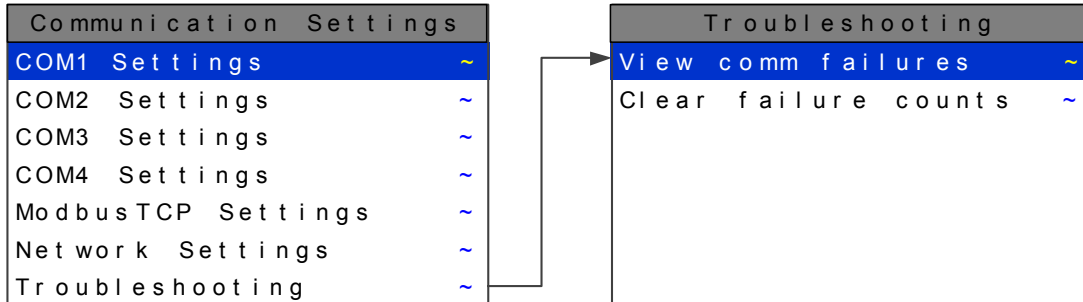 Communication Settings
COM1 Settings ~
COM2 Settings ~
COM3 Settings ~
COM4 Settings ~
ModbusTCP Settings ~
Network Settings ~
Troubleshooting ~
Troubleshooting
View comm failures ~
Clear failure counts ~